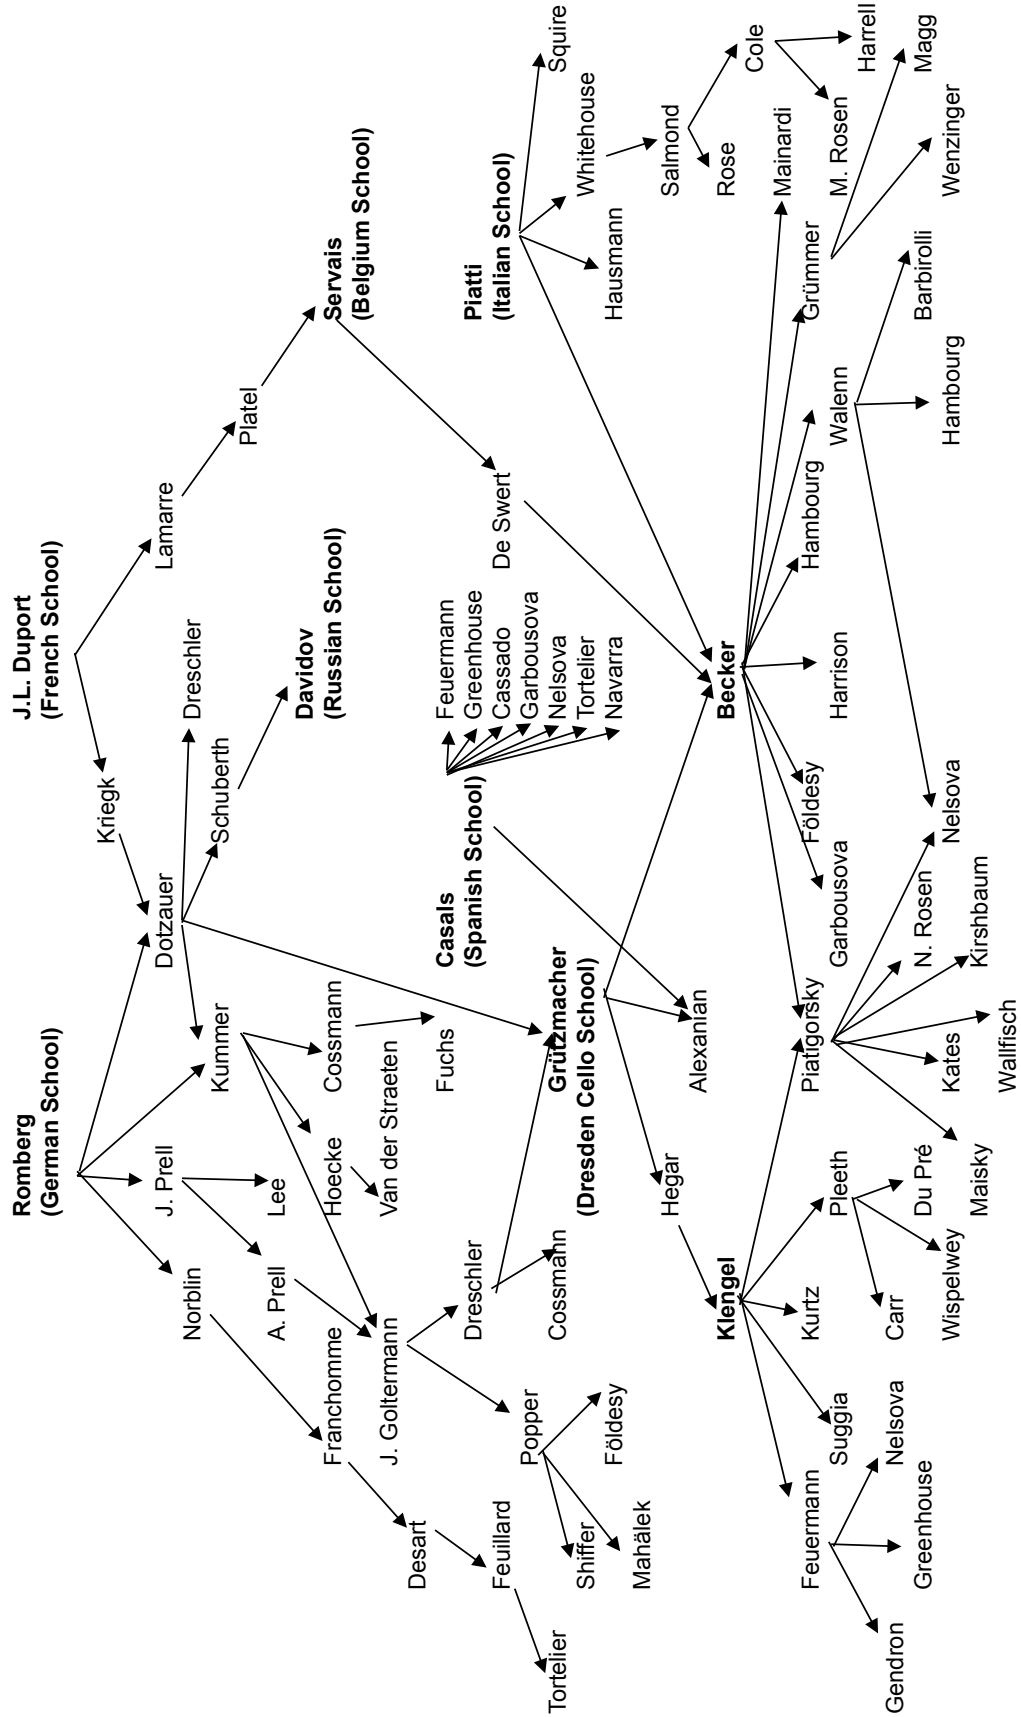 Romberg
(German School)
J.L. Duport
(French School)
Kriegk
Lamarre
Norblin
J. Prell
Dotzauer
Dreschler
Platel
A. Prell
Lee
Kummer
Schuberth
Davidov
(Russian School)
Servais
(Belgium School)
Franchomme
Hoecke
Cossmann
J. Goltermann
Van der Straeten
Fuchs
Desart
Dreschler
Casals
(Spanish School)
Feuermann
Greenhouse
Cassado
Garbousova
Nelsova
Tortelier
Navarra
De Swert
Piatti
(Italian School)
Squire
Feuillard
Popper
Cossmann
Grützmacher
(Dresden Cello School)
Hausmann
Whitehouse
Tortelier
Shiffer
Mahälek
Földesy
Hegar
Alexanian
Salmond
Rose
Cole
Klengel
Becker
Feuermann
Suggia
Kurtz
Pleeth
Piatigorsky
Garbousova
Földesy
Harrison
Hambourg
Walenn
Grümmer
Mainardi
M. Rosen
Harrell
Gendron
Greenhouse
Nelsova
Carr
Wispelwey
Du Pré
Maisky
Kates
Wallfisch
Kirshbaum
N. Rosen
Nelsova
Hambourg
Barbirolli
Wenzinger
Magg